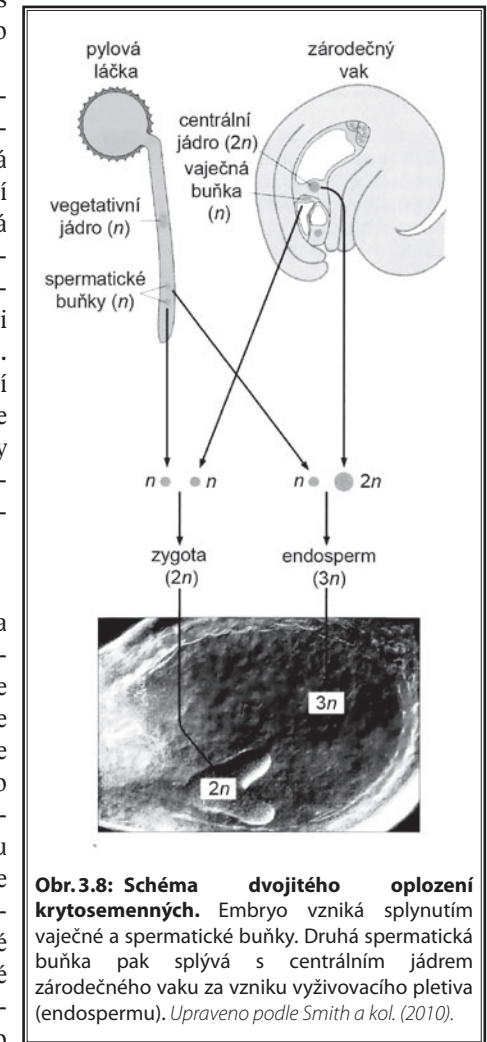 pylová
láčka
zárodečný
vak
centrální
jádro (2n)
vaječná
buňka
(n)
vegetativní
jádro (n)
spermatické
buňky (n)
n
n
n
2n
zygota
(2n)
endosperm
(3n)
3n
2n
Obr. 3.8: Schéma dvojitého oplození
krytosemenných. Embryo vzniká splynutím
vaječné a spermatické buňky. Druhá spermatická
buňka pak splývá s centrálním jádrem
zárodečného vaku za vzniku vyživovacího pletiva
(endospermu). Upraveno podle Smith a kol. (2010).